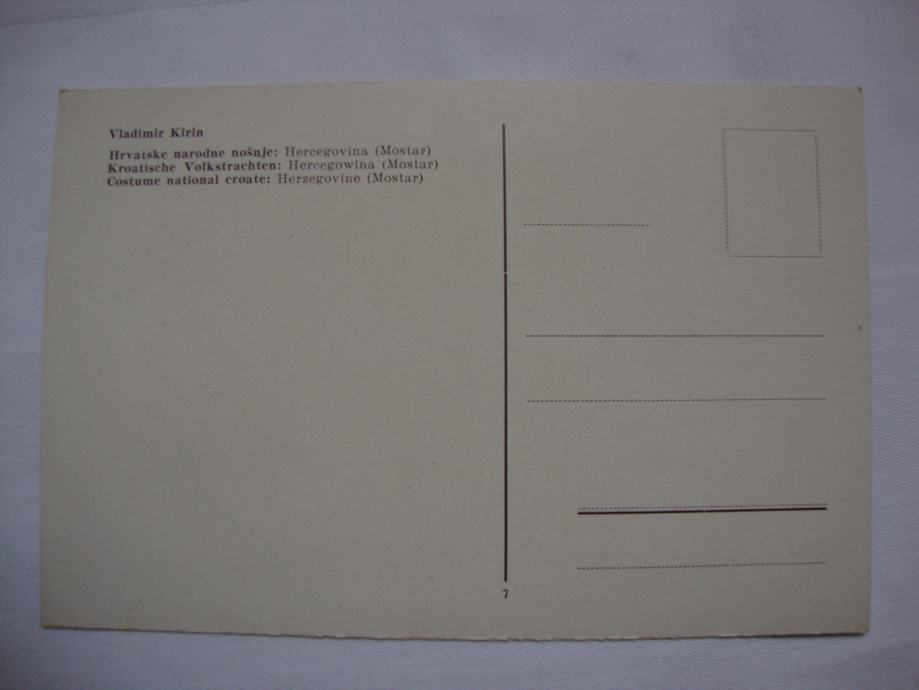 Vladimir Kirin
Hrvatske narodne nošnje: Hercegovina (Mostar)
Kroatische Volkstrachten: Hercegowina (Mostar)
Costume national croate: Herzegovine (Mostar)
7